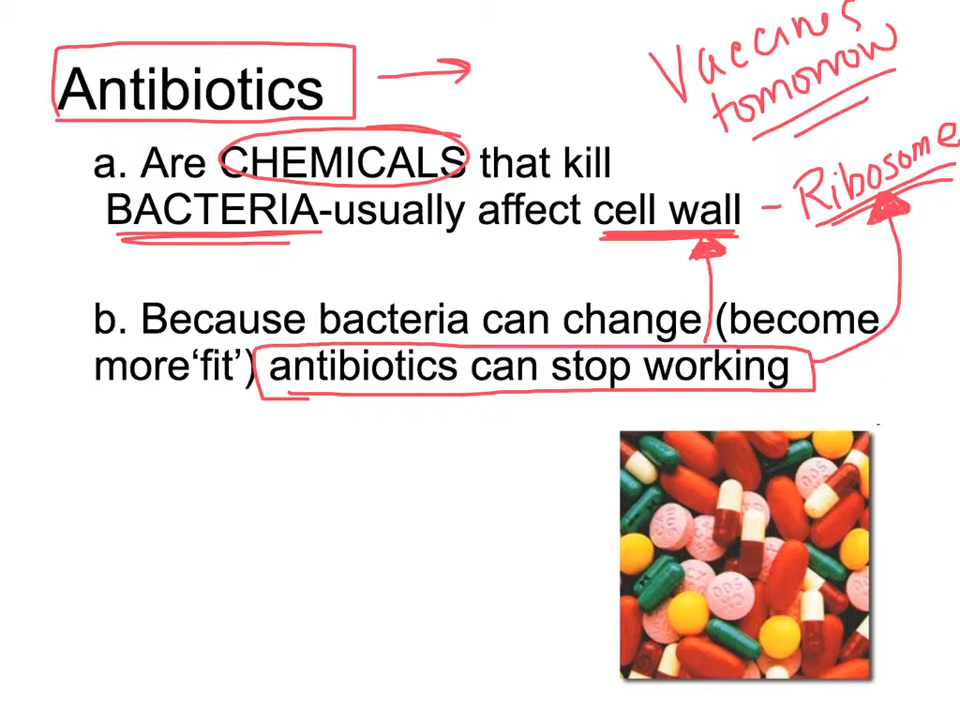 Vaccines
tomorrow
Antibiotics
a. Are CHEMICALS that kill
BACTERIA-usually affect cell wall - Ribosome
b. Because bacteria can change (become
more‘fit’) antibiotics can stop working